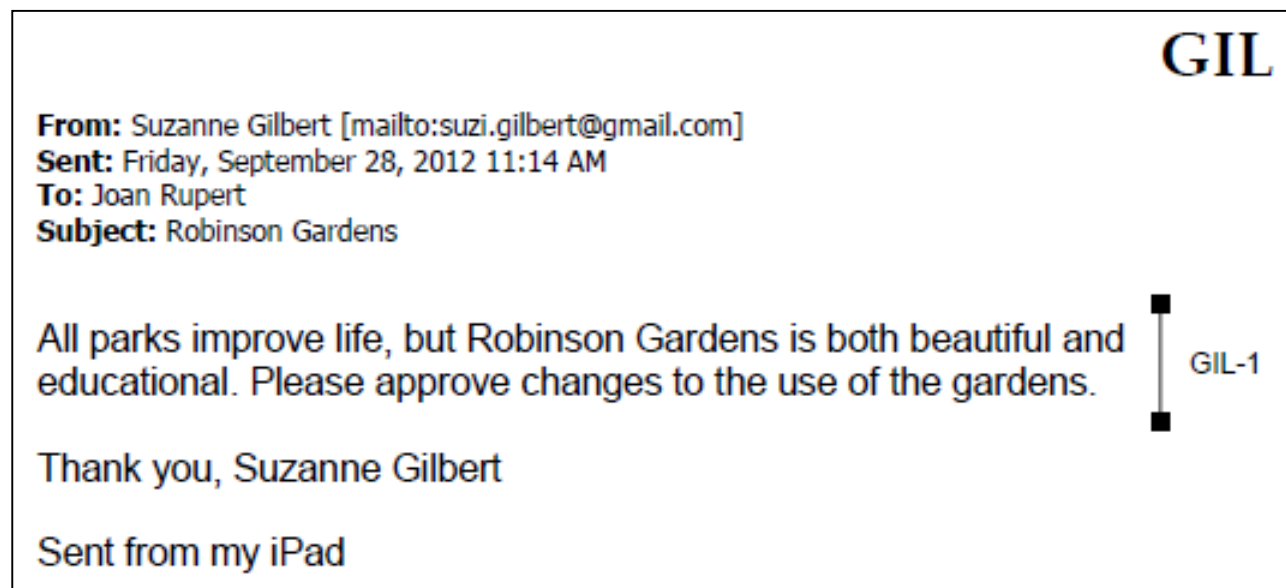 GIL
From: Suzanne Gilbert [mailto:suzi.gilbert@gmail.com]
Sent: Friday, September 28, 2012 11:14 AM
To: Joan Rupert
Subject: Robinson Gardens
All parks improve life, but Robinson Gardens is both beautiful and
educational. Please approve changes to the use of the gardens.
GIL-1
Thank you, Suzanne Gilbert
Sent from my iPad